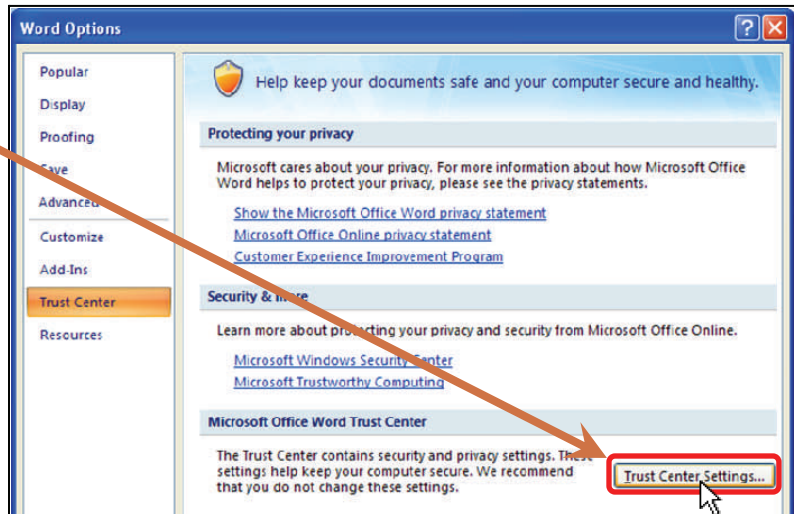 Word Options
Popular
Display
Proofing
Save
Advanced
Customize
Add-Ins
Trust Center
Resources
Help keep your documents safe and your computer secure and healthy.
Protecting your privacy
Microsoft cares about your privacy. For more information about how Microsoft Office
Word helps to protect your privacy, please see the privacy statements.
Show the Microsoft Office Word privacy statement
Microsoft Office Online privacy statement
Customer Experience Improvement Program
Security & more
Learn more about protecting your privacy and security from Microsoft Office Online.
Microsoft Windows Security Center
Microsoft Trustworthy Computing
Microsoft Office Word Trust Center
The Trust Center contains security and privacy settings. These
settings help keep your computer secure. We recommend
that you do not change these settings.
Trust Center Settings...